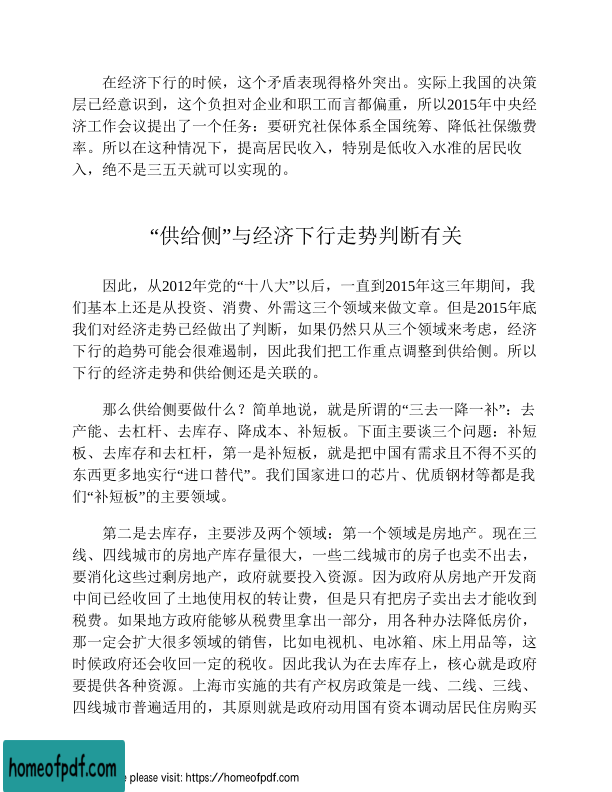 在经济下行的时候，这个矛盾表现得格外突出。实际上我国的决策
层已经意识到，这个负担对企业和职工而言都偏重，所以2015年中央经
济工作会议提出了一个任务：要研究社保体系全国统筹、降低社保缴费
率。所以在这种情况下，提高居民收入，特别是低收入水准的居民收
入，绝不是三五天就可以实现的。
“供给侧”与经济下行走势判断有关
因此，从2012年党的“十八大”以后，一直到2015年这三年期间，我
们基本上还是从投资、消费、外需这三个领域来做文章。但是2015年底
我们对经济走势已经做出了判断，如果仍然只从三个领域来考虑，经济
下行的趋势可能会很难遏制，因此我们把工作重点调整到供给侧。所以
下行的经济走势和供给侧还是关联的。
那么供给侧要做什么？简单地说，就是所谓的“三去一降一补”：去
产能、去杠杆、去库存、降成本、补短板。下面主要谈三个问题：补短
板、去库存和去杠杆，第一是补短板，就是把中国有需求且不得不买的
东西更多地实行“进口替代”。我们国家进口的芯片、优质钢材等都是我
们“补短板”的主要领域。
第二是去库存，主要涉及两个领域：第一个领域是房地产。现在三
线、四线城市的房地产库存量很大，一些二线城市的房子也卖不出去，
要消化这些过剩房地产，政府就要投入资源。因为政府从房地产开发商
中间已经收回了土地使用权的转让费，但是只有把房子卖出去才能收到
税费。如果地方政府能够从税费里拿出一部分，用各种办法降低房价，
那一定会扩大很多领域的销售，比如电视机、电冰箱、床上用品等，这
时候政府还会收回一定的税收。因此我认为在去库存上，核心就是政府
要提供各种资源。上海市实施的共有产权房政策是一线、二线、三线、
四线城市普遍适用的，其原则就是政府动用国有资本调动居民住房购买
homeofpdf.com
please visit: https://homeofpdf.com